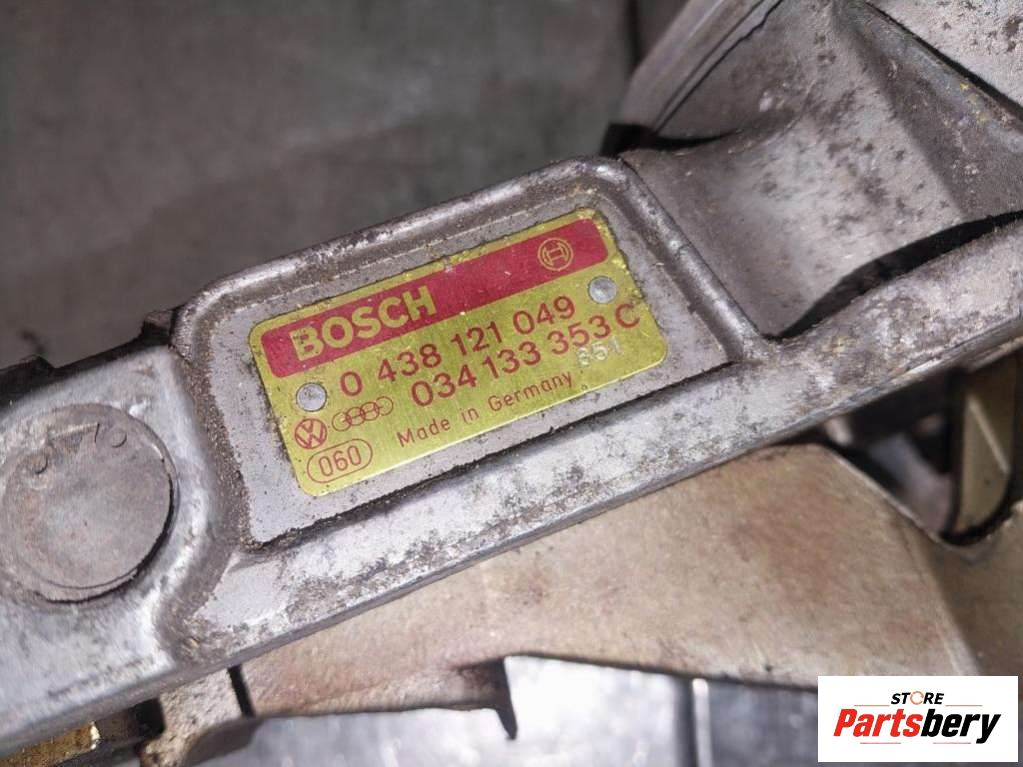 BOSCH
0 438 121 049
034 133 353 C
Made in Germany 851
060
STORE
Partsbery